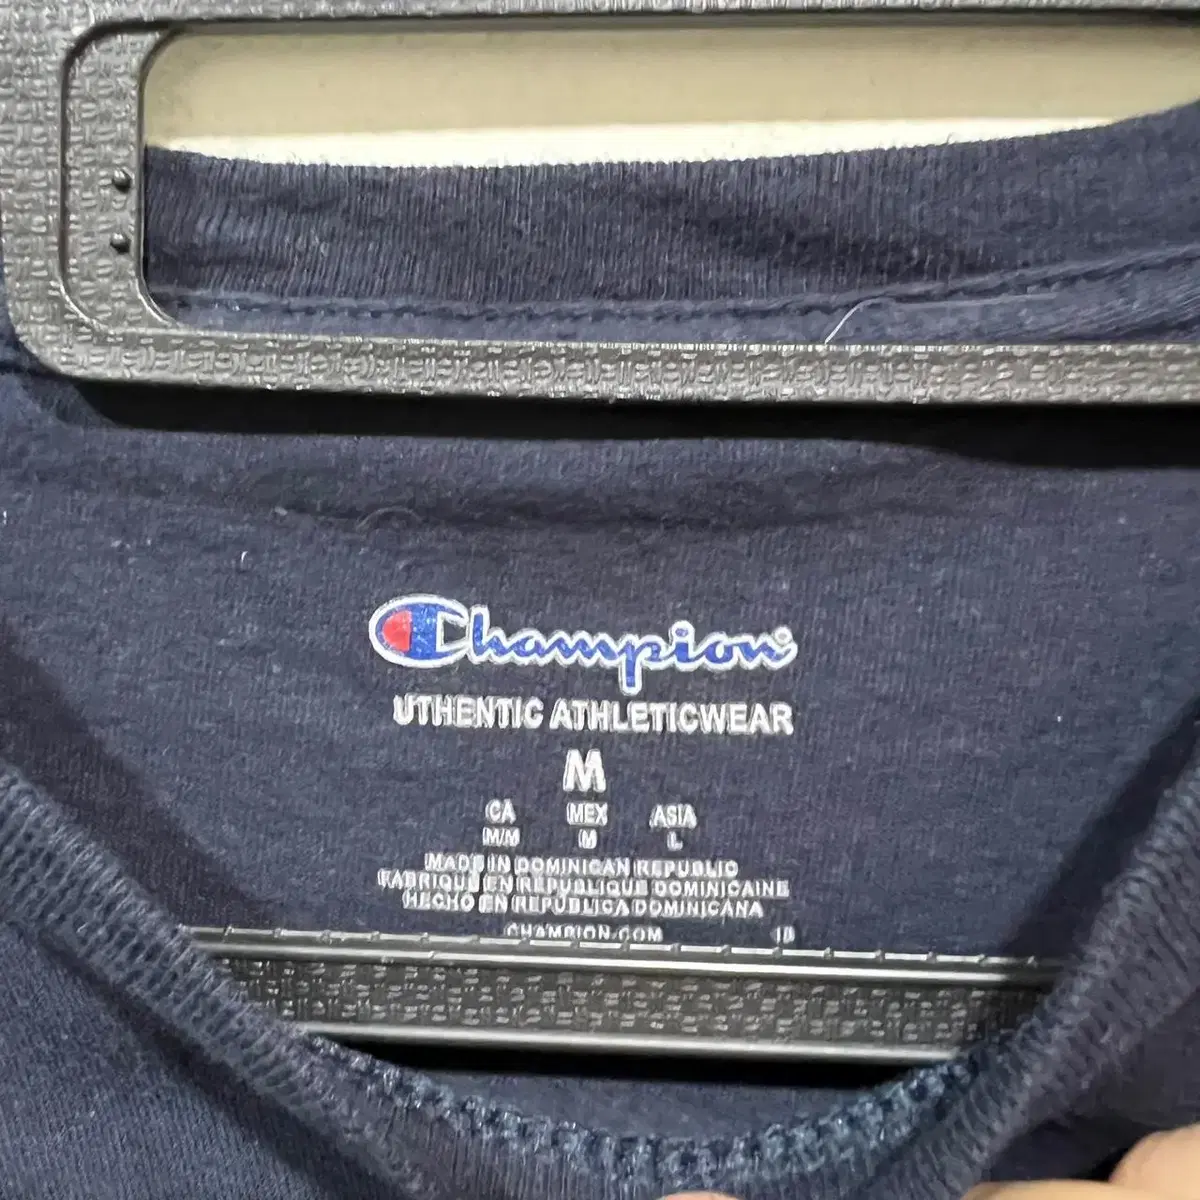 Champion®
UTHENTIC ATHLETICWEAR
M
CA MEX ASIA
M/M M L
MADE IN DOMINICAN REPUBLIC
FABRIQUE EN REPUBLIQUE DOMINICAINE
HECHO EN REPUBLICA DOMINICANA
CHAMPION.COM